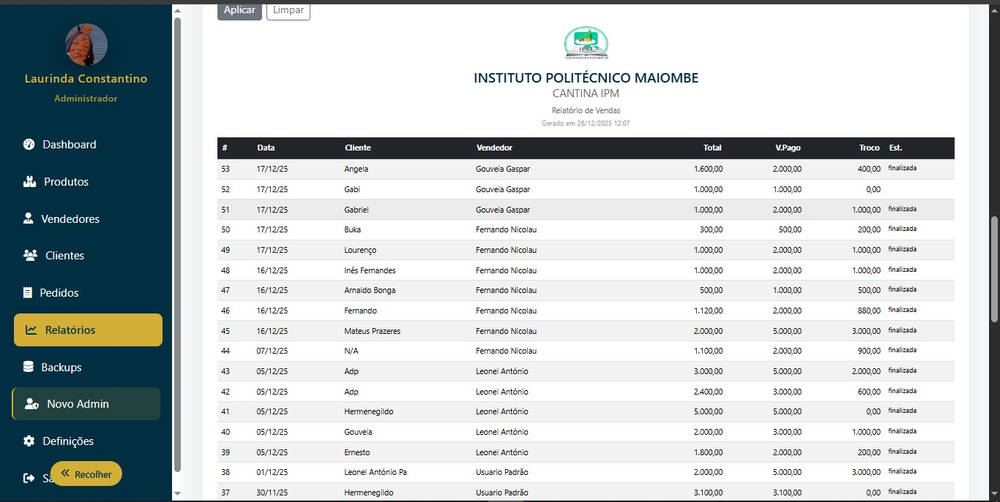 Aplicar Limpar
Laurinda Constantino
Administrador
Dashboard
Produtos
Vendedores
Clientes
Pedidos
Relatórios
Backups
Novo Admin
Definições
Recolher
INSTITUTO POLITÉCNICO MAIOMBE
CANTINA IPM
Relatório de Vendas
Gerado em 26/12/2025 12:07
# Data Cliente Vendedor Total V.Pago Troco Est.
53 17/12/25 Angela Gouveia Gaspar 1.600,00 2.000,00 400,00 finalizada
52 17/12/25 Gabi Gouveia Gaspar 1.000,00 1.000,00 0,00
51 17/12/25 Gabriel Gouveia Gaspar 1.000,00 2.000,00 1.000,00 finalizada
50 17/12/25 Buka Fernando Nicolau 300,00 500,00 200,00 finalizada
49 17/12/25 Lourenço Fernando Nicolau 1.000,00 2.000,00 1.000,00 finalizada
48 16/12/25 Inês Fernandes Fernando Nicolau 1.000,00 2.000,00 1.000,00 finalizada
47 16/12/25 Arnaldo Bonga Fernando Nicolau 500,00 1.000,00 500,00 finalizada
46 16/12/25 Fernando Fernando Nicolau 1.120,00 2.000,00 880,00 finalizada
45 16/12/25 Mateus Prazeres Fernando Nicolau 2.000,00 5.000,00 3.000,00 finalizada
44 07/12/25 N/A Fernando Nicolau 1.100,00 2.000,00 900,00 finalizada
43 05/12/25 Adp Leonel António 3.000,00 5.000,00 2.000,00 finalizada
42 05/12/25 Adp Leonel António 2.400,00 3.000,00 600,00 finalizada
41 05/12/25 Hermenegildo Leonel António 5.000,00 5.000,00 0,00 finalizada
40 05/12/25 Gouveia Leonel António 2.000,00 3.000,00 1.000,00 finalizada
39 05/12/25 Ernesto Leonel António 1.800,00 2.000,00 200,00 finalizada
38 01/12/25 Leonel António Pa Usuario Padrão 2.000,00 5.000,00 3.000,00 finalizada
37 30/11/25 Hermenegildo Usuario Padrão 3.100,00 3.100,00 0,00 finalizada